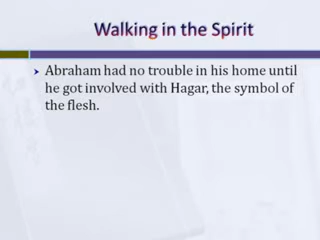 Walking in the Spirit
Abraham had no trouble in his home until
he got involved with Hagar, the symbol of
the flesh.